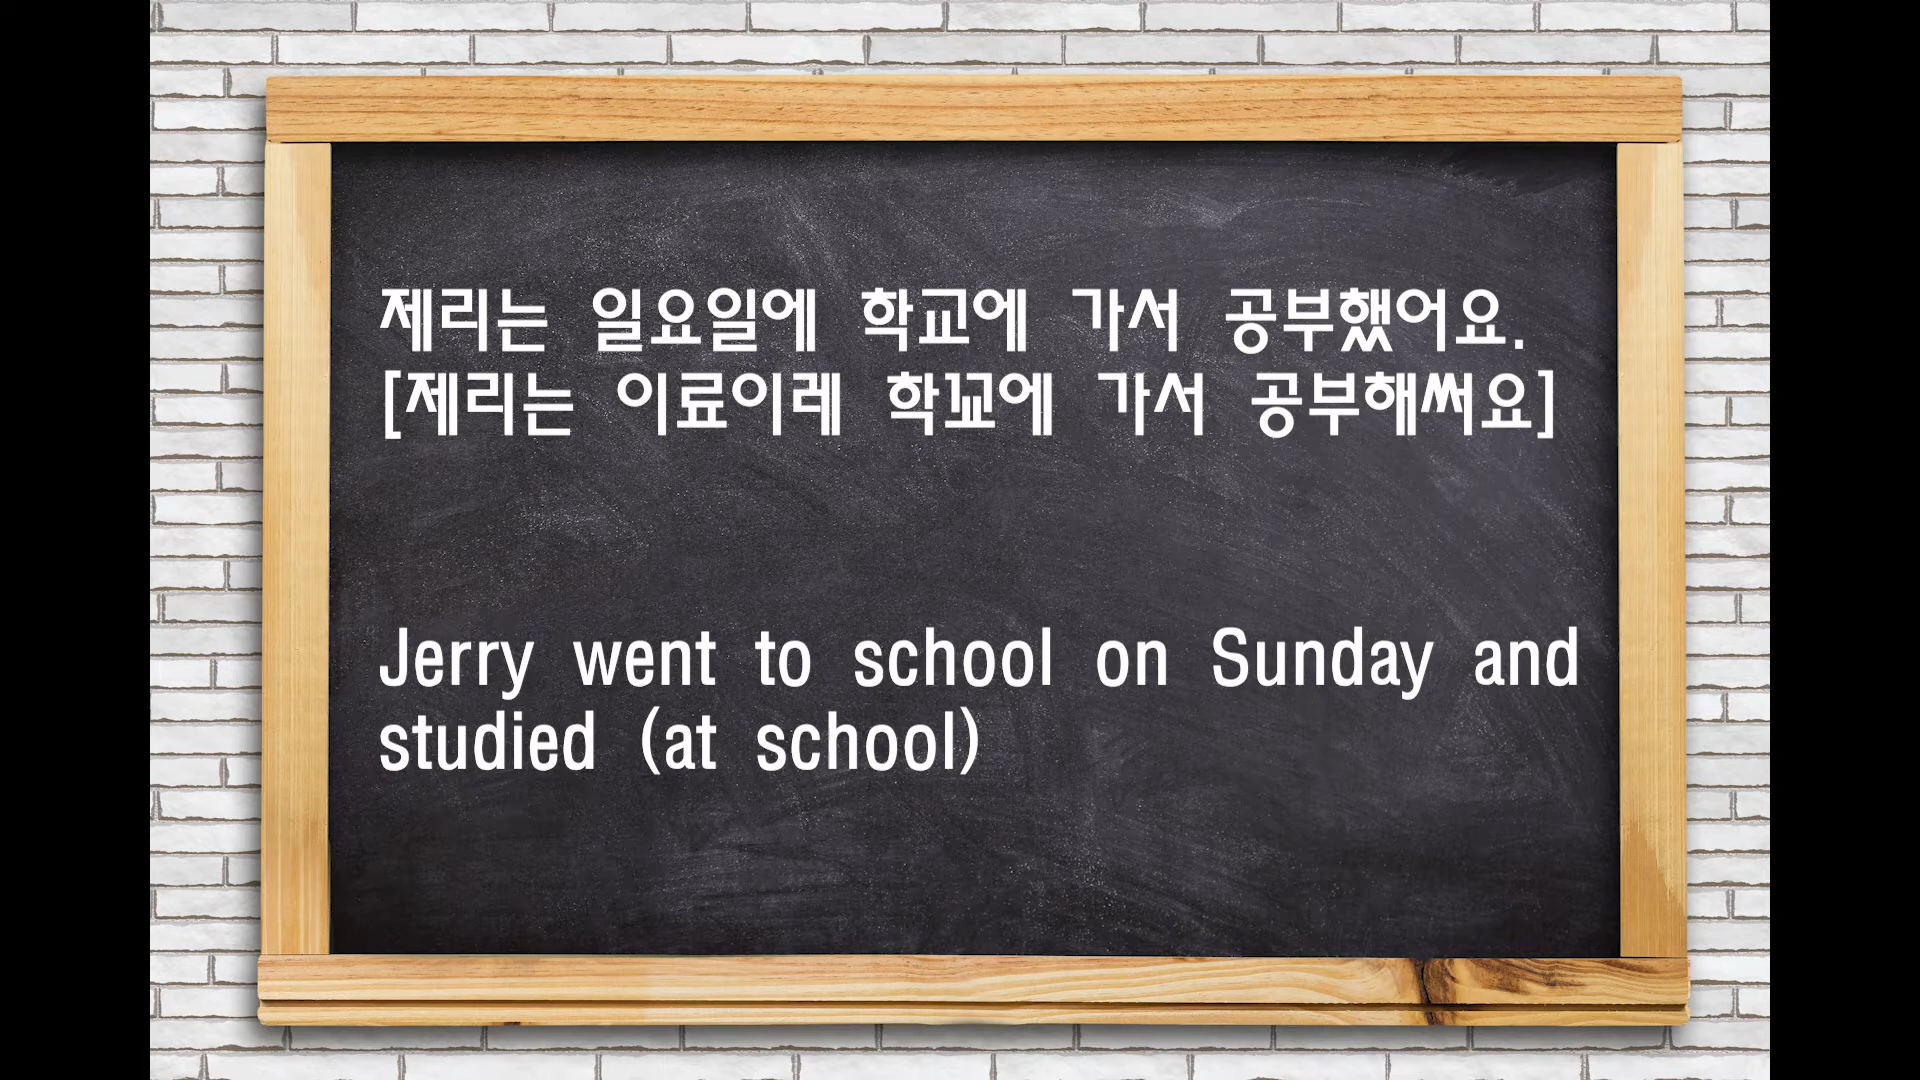 제리는 일요일에 학교에 가서 공부했어요.
[제리는 이료이레 학꾜에 가서 공부해써요]
Jerry went to school on Sunday and
studied (at school)